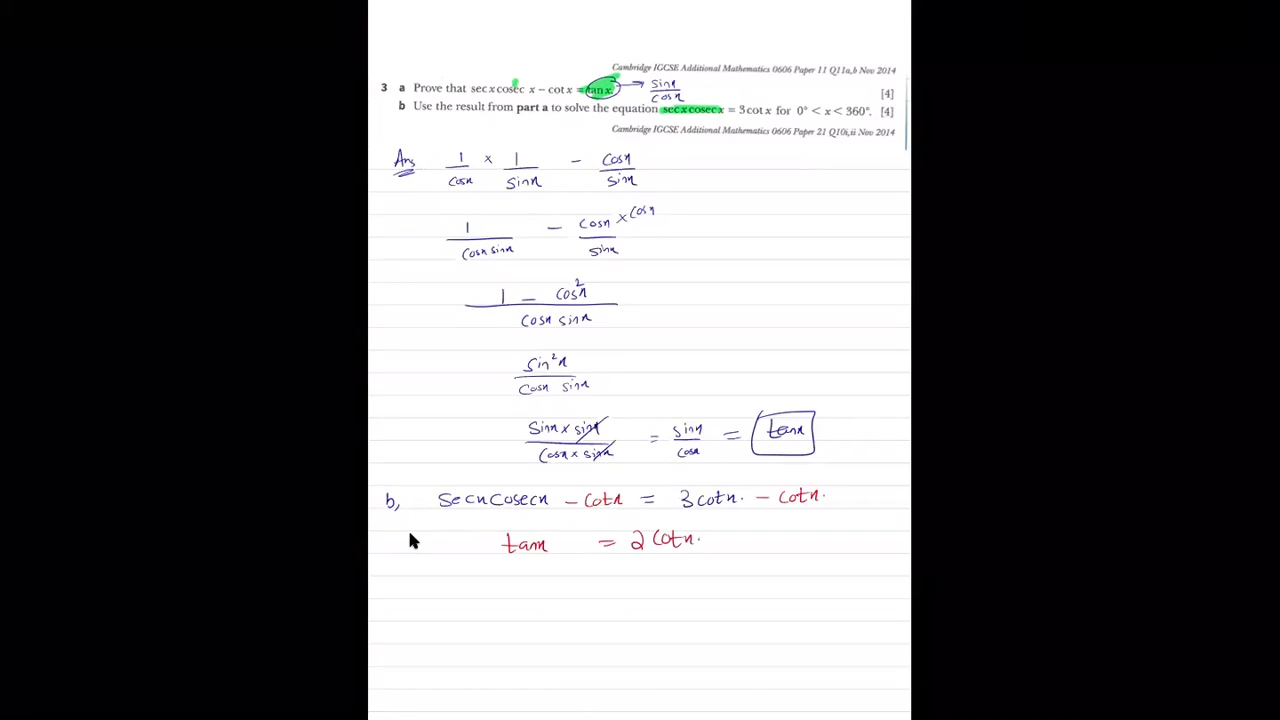 Cambridge IGCSE Additional Mathematics 0606 Paper 11 Q11a,b Nov 2014
3 a Prove that sec x cosec x − cot x = tan x. → sinx/cosx [4]
b Use the result from part a to solve the equation sec x cosec x = 3 cot x for 0° < x < 360°. [4]
Cambridge IGCSE Additional Mathematics 0606 Paper 21 Q10i,ii Nov 2014
Ans 1/cosx × 1/sinx − cosx/sinx
1/cosx sinx − cosx × cosx/sinx
1 − cos²x/cosx sinx
sin²x/cosx sinx
sinx × sinx/cosx × sinx = sinx/cosx = tanx
b, secxcosecx − cotx = 3cotx. − cotx.
tanx = 2 cotx.